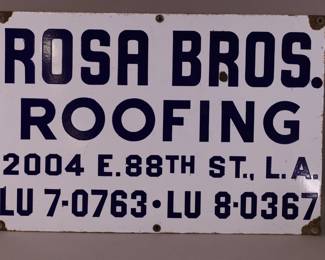 ROSA BROS.
ROOFING
2004 E. 88TH ST., L.A.
LU 7-0763 • LU 8-0367